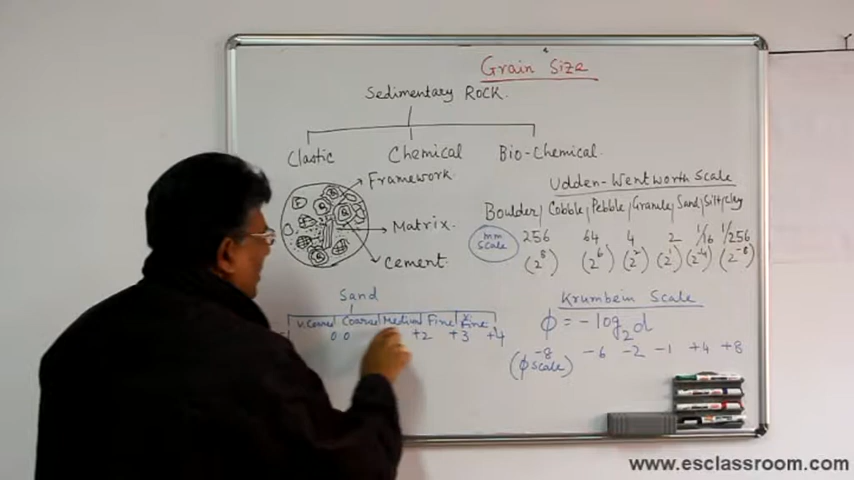 Grain Size
Sedimentary ROCK.
Clastic Chemical Bio-Chemical
Framework
Matrix
Cement
Udden-Wentworth Scale
Boulder Cobble Pebble Granule Sand Silt clay
mm scale 256 64 4 2 1/16 1/256
(2^8) (2^6) (2^2) (2^1) (2^-4) (2^-8)
Sand
v.Coarse Coarse Medium Fine v.Fine
0 0 +2 +3 +4
Krumbein Scale
ϕ = -log₂d
-8 -6 -2 -1 +4 +8
(ϕ Scale)
www.esclassroom.com